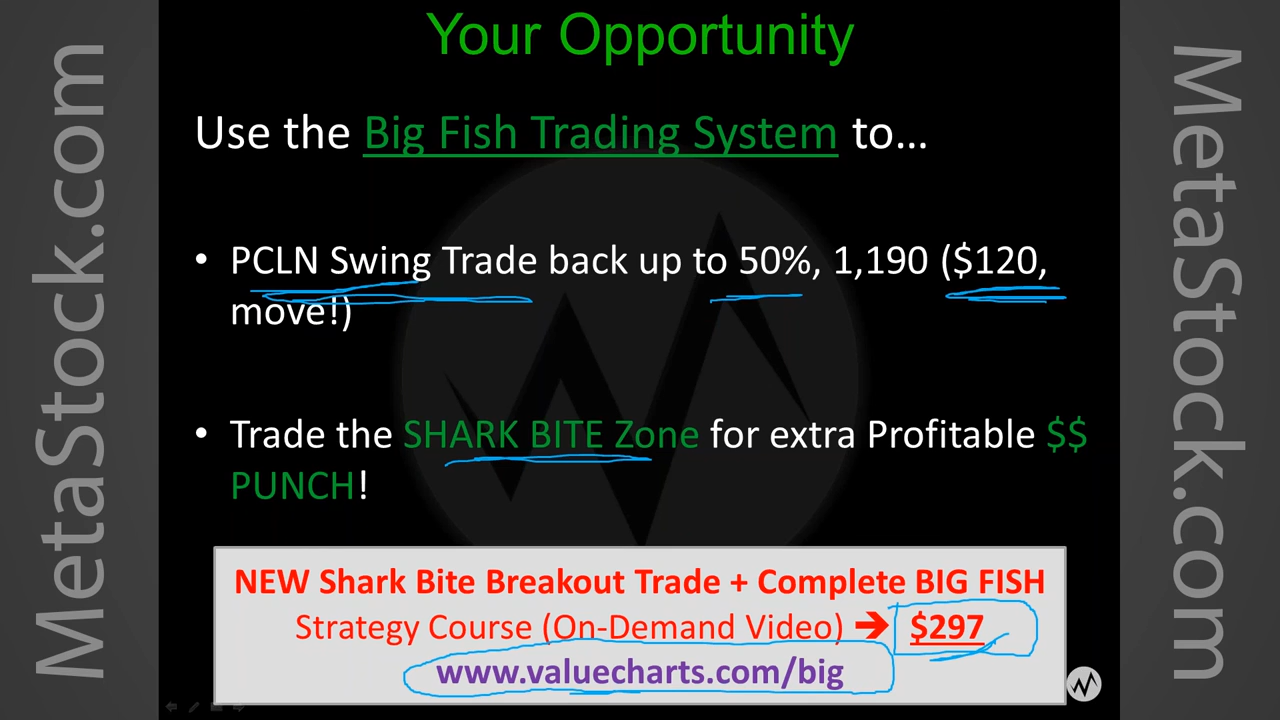 Your Opportunity
Use the Big Fish Trading System to...
• PCLN Swing Trade back up to 50%, 1,190 ($120,
move!)
• Trade the SHARK BITE Zone for extra Profitable $$
PUNCH!
NEW Shark Bite Breakout Trade + Complete BIG FISH
Strategy Course (On-Demand Video) ➔ $297
www.valuecharts.com/big
MetaStock.com
MetaStock.com